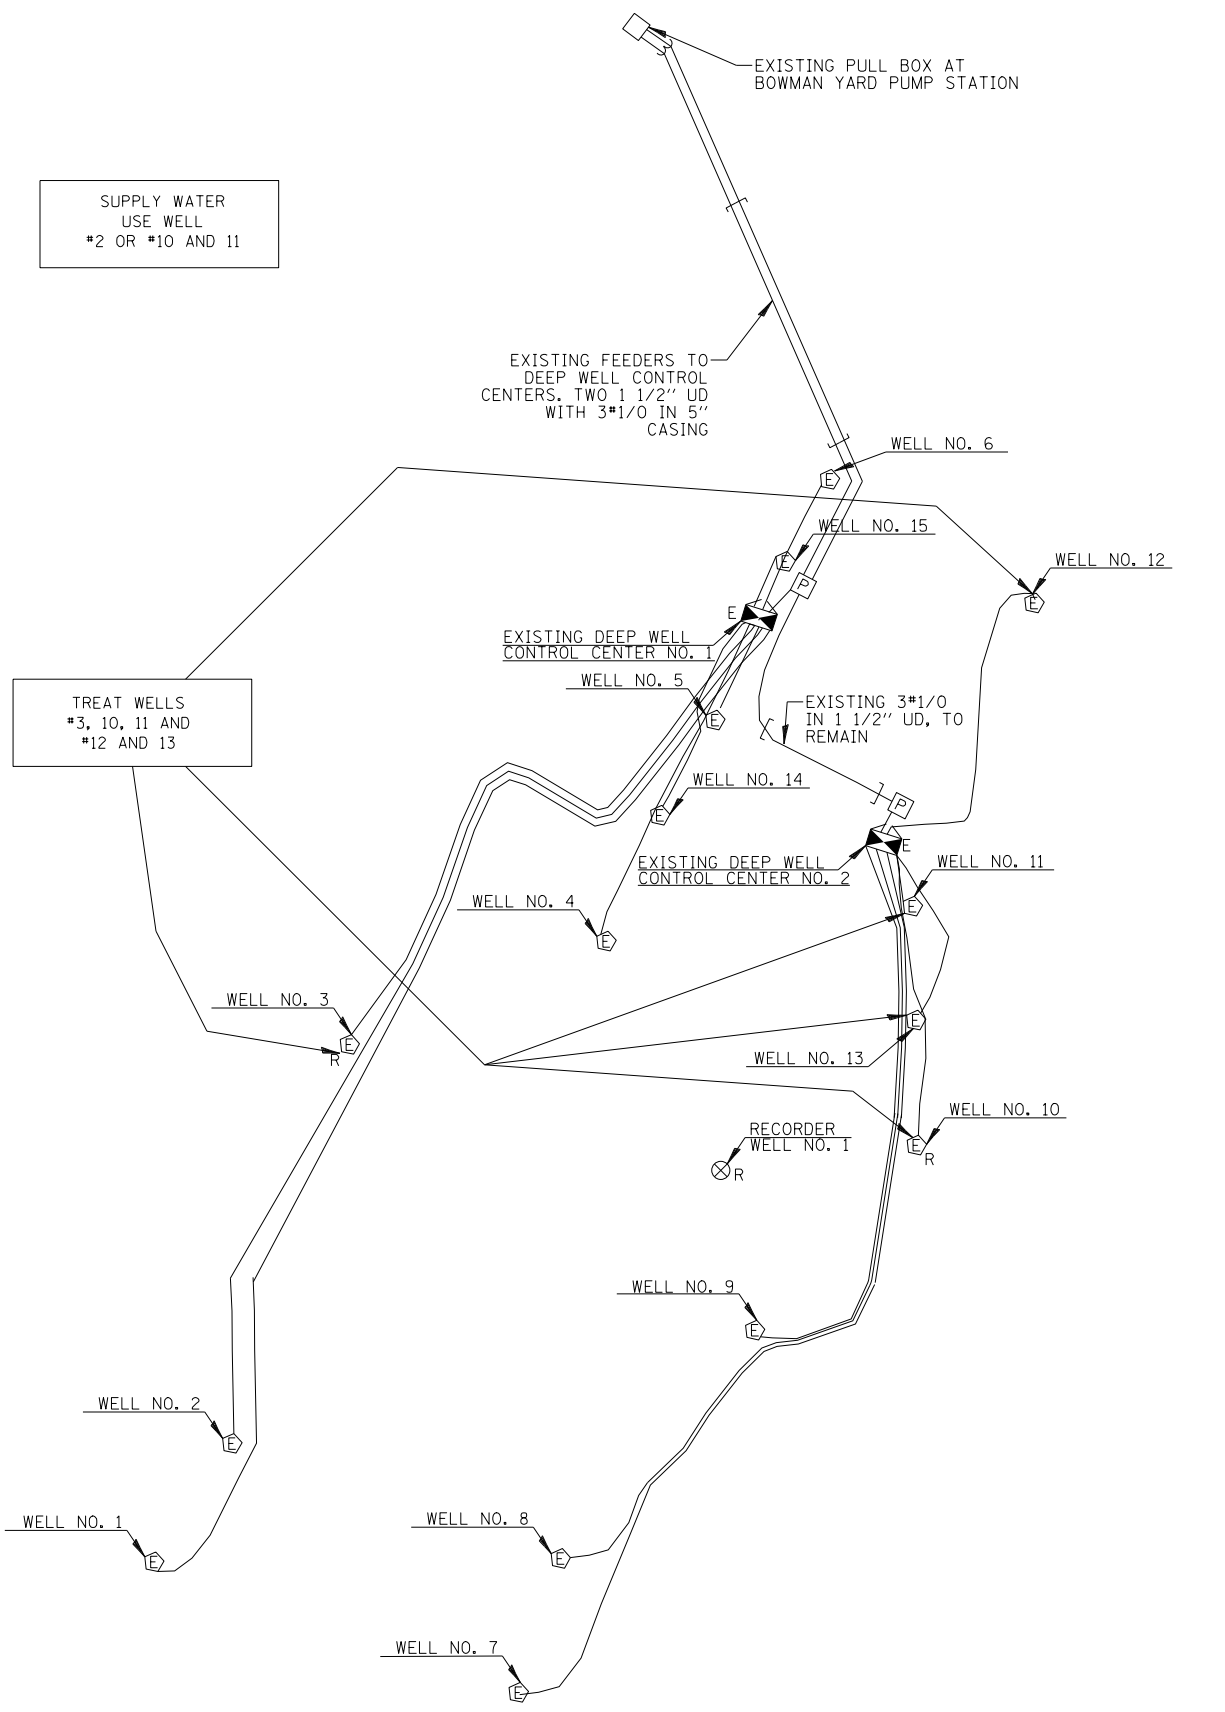 EXISTING PULL BOX AT
BOWMAN YARD PUMP STATION
SUPPLY WATER
USE WELL
#2 OR #10 AND 11
EXISTING FEEDERS TO
DEEP WELL CONTROL
CENTERS. TWO 1 1/2'' UD
WITH 3#1/0 IN 5''
CASING
WELL NO. 6
E
WELL NO. 15
E
WELL NO. 12
E
P
E
EXISTING DEEP WELL
CONTROL CENTER NO. 1
WELL NO. 5
E
TREAT WELLS
#3, 10, 11 AND
#12 AND 13
EXISTING 3#1/0
IN 1 1/2'' UD, TO
REMAIN
WELL NO. 14
E
P
E
EXISTING DEEP WELL
CONTROL CENTER NO. 2
WELL NO. 11
E
WELL NO. 4
E
WELL NO. 3
E
R
E
WELL NO. 13
WELL NO. 10
E
R
RECORDER
WELL NO. 1
R
WELL NO. 9
E
WELL NO. 2
E
WELL NO. 1
E
WELL NO. 8
E
WELL NO. 7
E